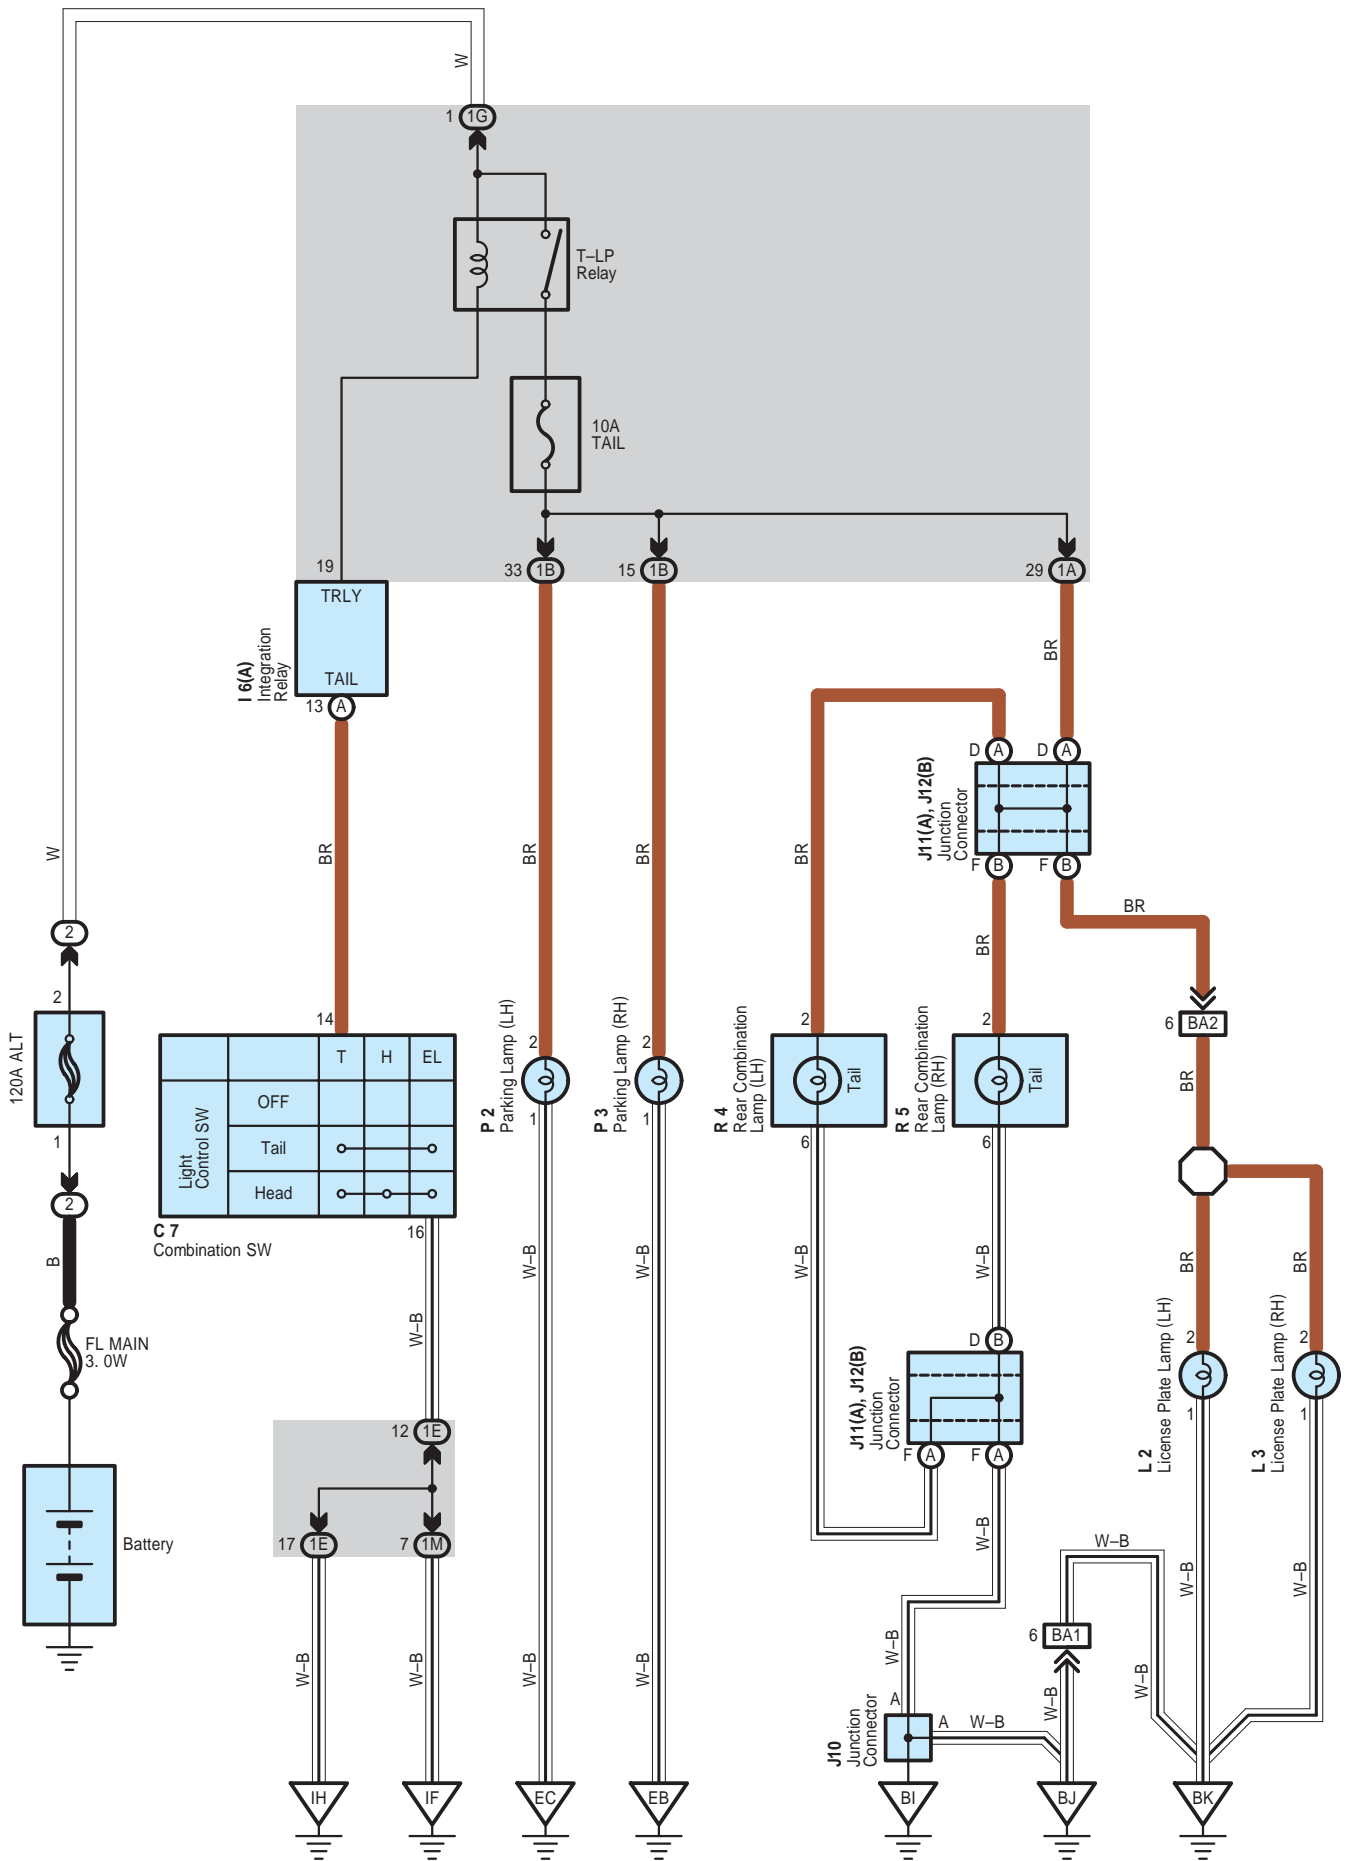 W
1 1G
T–LP
Relay
10A
TAIL
19
33 1B
15 1B
29 1A
TRLY
TAIL
I 6(A)
Integration
Relay
13 A
BR
D A
D A
J11(A), J12(B)
Junction
Connector
F B
F B
W
BR
BR
BR
BR
BR
BR
2
2
120A ALT
1
2
B
FL MAIN
3. 0W
Battery
14
T H EL
OFF
Tail
Head
Light
Control SW
C 7
Combination SW
16
W–B
12 1E
17 1E
7 1M
W–B
W–B
P 2
Parking Lamp (LH)
2
1
W–B
P 3
Parking Lamp (RH)
2
1
W–B
R 4
Rear Combination
Lamp (LH)
2
Tail
6
W–B
R 5
Rear Combination
Lamp (RH)
2
Tail
6
W–B
6 BA2
BR
BR
BR
D B
J11(A), J12(B)
Junction
Connector
F A
F A
W–B
L 2
License Plate Lamp (LH)
2
1
W–B
L 3
License Plate Lamp (RH)
2
1
W–B
W–B
6 BA1
W–B
W–B
W–B
A
A
W–B
J10
Junction
Connector
IH
IF
EC
EB
BI
BJ
BK